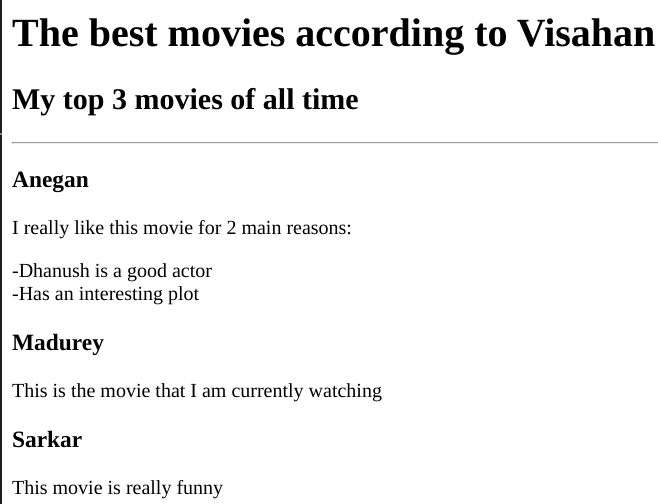 The best movies according to Visahan
My top 3 movies of all time
Anegan
I really like this movie for 2 main reasons:
-Dhanush is a good actor
-Has an interesting plot
Madurey
This is the movie that I am currently watching
Sarkar
This movie is really funny